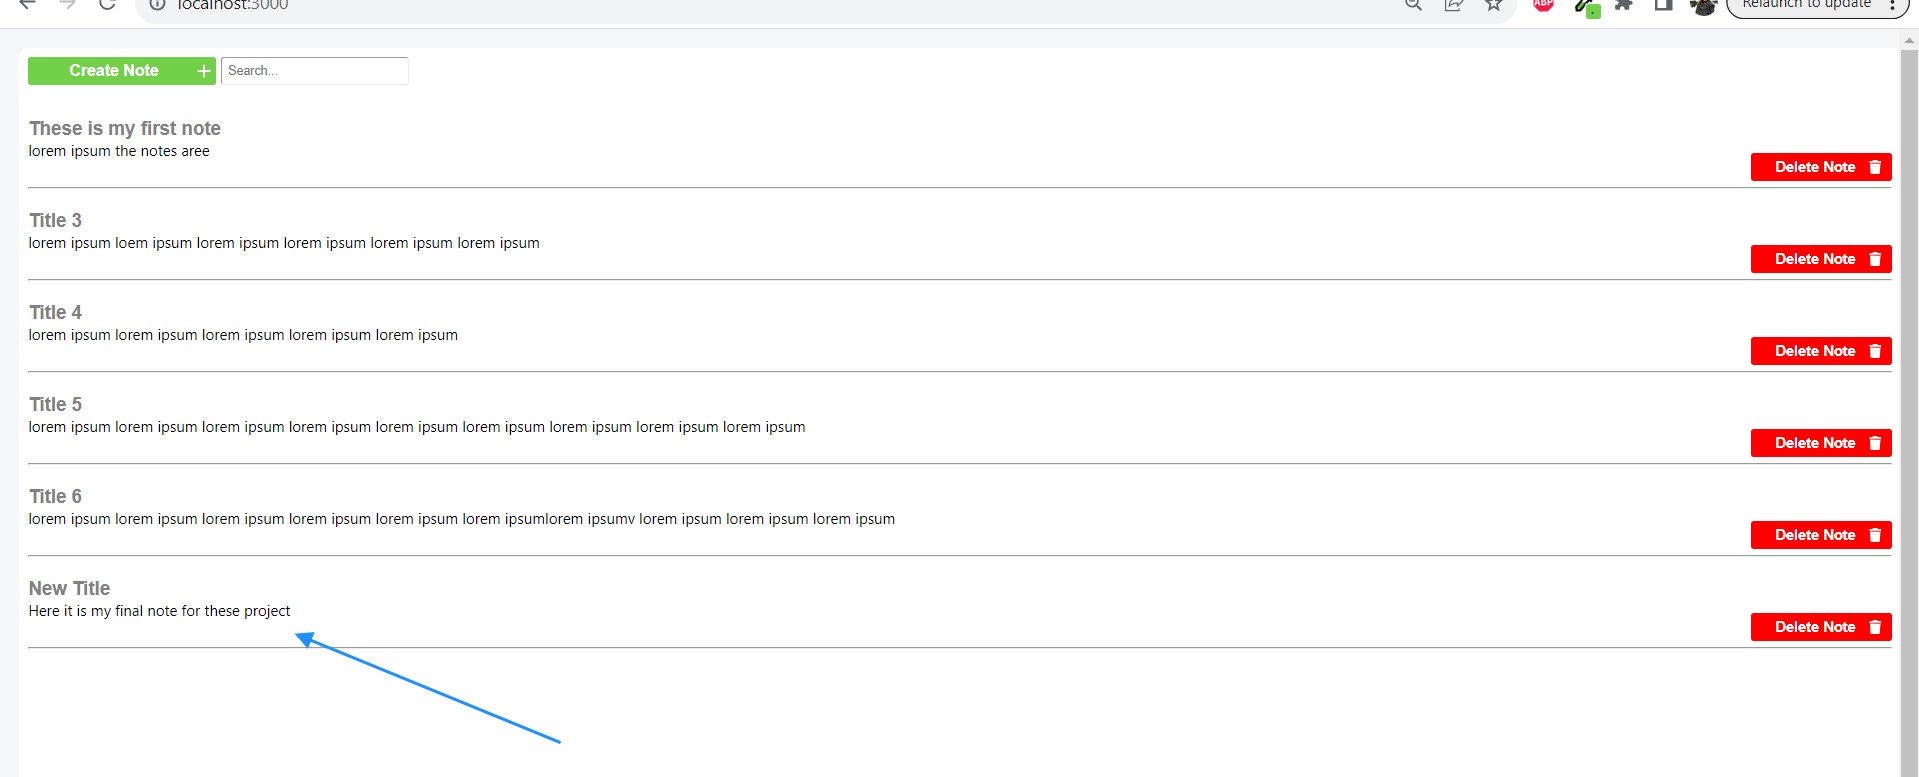 localhost:3000
ABP
Relaunch to update
Create Note +
Search...
These is my first note
lorem ipsum the notes aree
Delete Note
Title 3
lorem ipsum loem ipsum lorem ipsum lorem ipsum lorem ipsum lorem ipsum
Delete Note
Title 4
lorem ipsum lorem ipsum lorem ipsum lorem ipsum lorem ipsum
Delete Note
Title 5
lorem ipsum lorem ipsum lorem ipsum lorem ipsum lorem ipsum lorem ipsum lorem ipsum lorem ipsum lorem ipsum
Delete Note
Title 6
lorem ipsum lorem ipsum lorem ipsum lorem ipsum lorem ipsum lorem ipsumlorem ipsumv lorem ipsum lorem ipsum lorem ipsum
Delete Note
New Title
Here it is my final note for these project
Delete Note